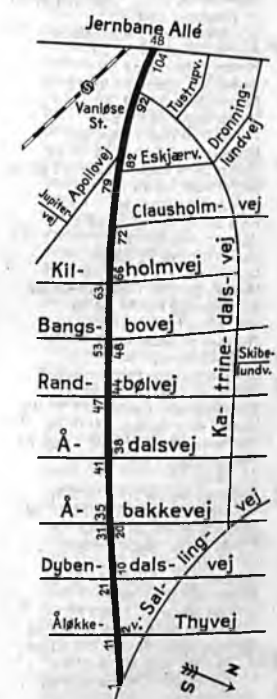 Jernbane Allé
48
104
S
Vanløse
St.
92
Tustrupv.
Dronning-
lundvej
Apollovej
Jupiter-
vej
79
82
Eskjærv.
Clausholm- vej
72
Kil- holmvej
66
63
Bangs- bovej
53
48
Ka- trine- dals- vej
Skibe-
lundv.
Rand- bølvej
47
44
Å- dalsvej
41
38
Å- bakkevej
31
35
20
Sal- ling- vej
Dyben- dals- vej
21
10
Åløkke- v. Thyvej
11
2
1
S
N